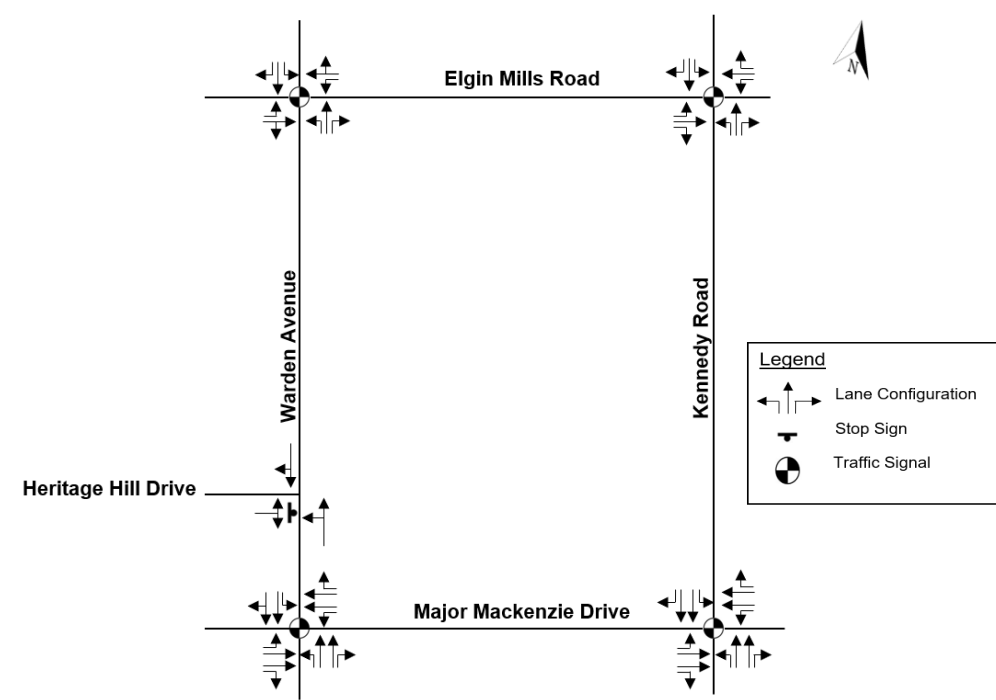 Elgin Mills Road
N
Warden Avenue
Kennedy Road
Legend
Lane Configuration
Stop Sign
Traffic Signal
Heritage Hill Drive
Major Mackenzie Drive